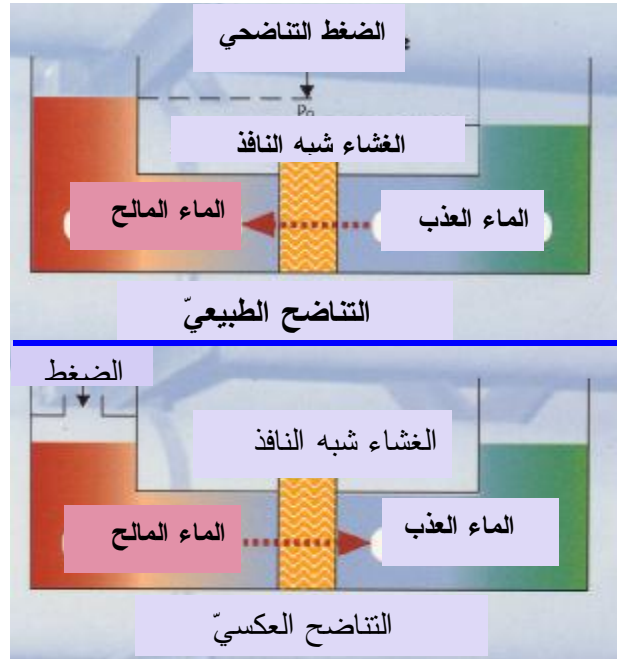 الضغط التناضحي
الغشاء شبه النافذ
الماء المالح
الماء العذب
التناضح الطبيعيّ
الضغط
الغشاء شبه النافذ
الماء العذب
الماء المالح
التناضح العكسيّ